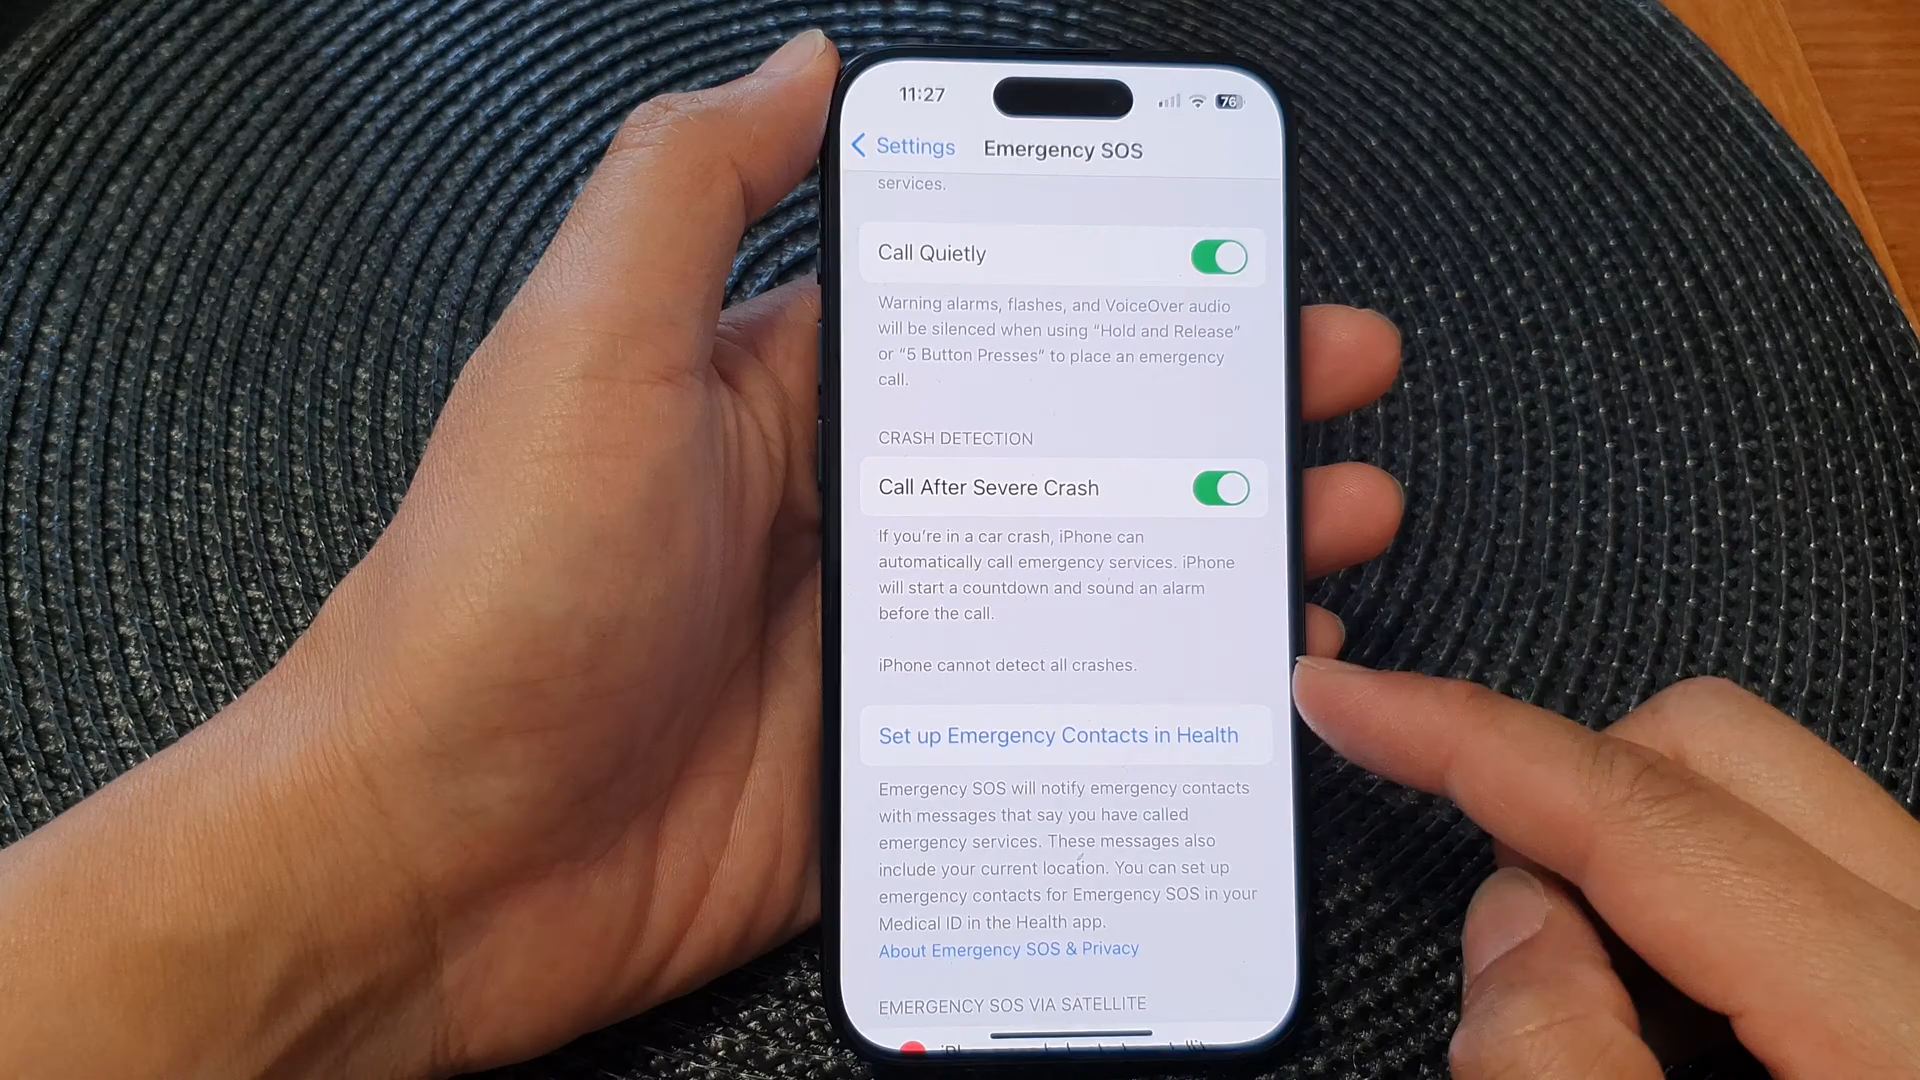 11:27
76
Settings
Emergency SOS
services.
Call Quietly
Warning alarms, flashes, and VoiceOver audio
will be silenced when using “Hold and Release”
or “5 Button Presses” to place an emergency
call.
CRASH DETECTION
Call After Severe Crash
If you’re in a car crash, iPhone can
automatically call emergency services. iPhone
will start a countdown and sound an alarm
before the call.
iPhone cannot detect all crashes.
Set up Emergency Contacts in Health
Emergency SOS will notify emergency contacts
with messages that say you have called
emergency services. These messages also
include your current location. You can set up
emergency contacts for Emergency SOS in your
Medical ID in the Health app.
About Emergency SOS & Privacy
EMERGENCY SOS VIA SATELLITE